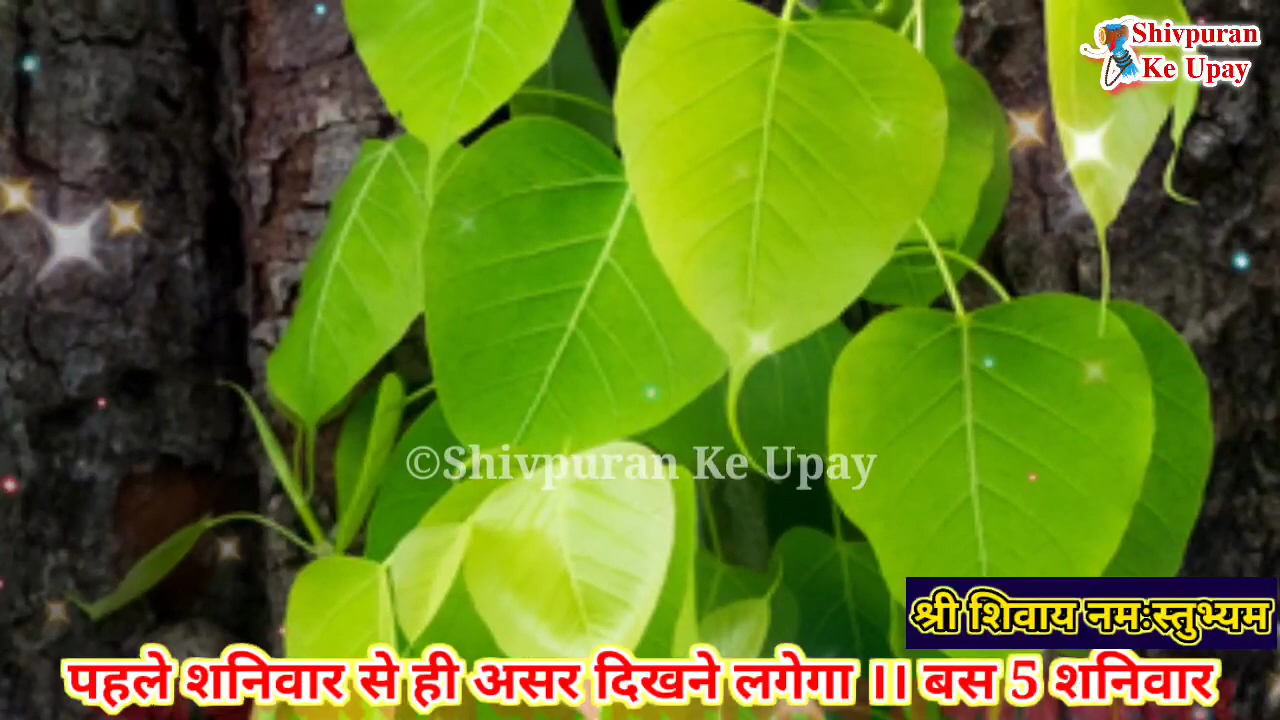 Shivpuran
Ke Upay
©Shivpuran Ke Upay
श्री शिवाय नमःस्तुभ्यम
पहले शनिवार से ही असर दिखने लगेगा ।। बस 5 शनिवार